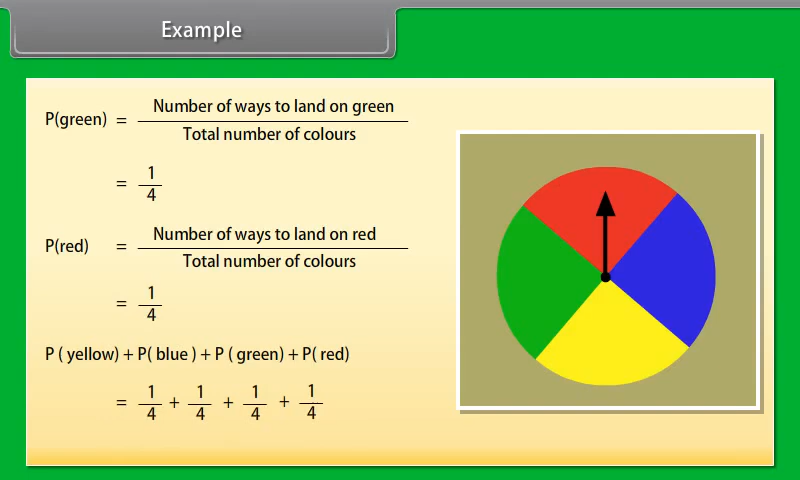 Example
P(green) = Number of ways to land on green / Total number of colours
= 1/4
P(red) = Number of ways to land on red / Total number of colours
= 1/4
P ( yellow) + P( blue ) + P ( green) + P( red)
= 1/4 + 1/4 + 1/4 + 1/4